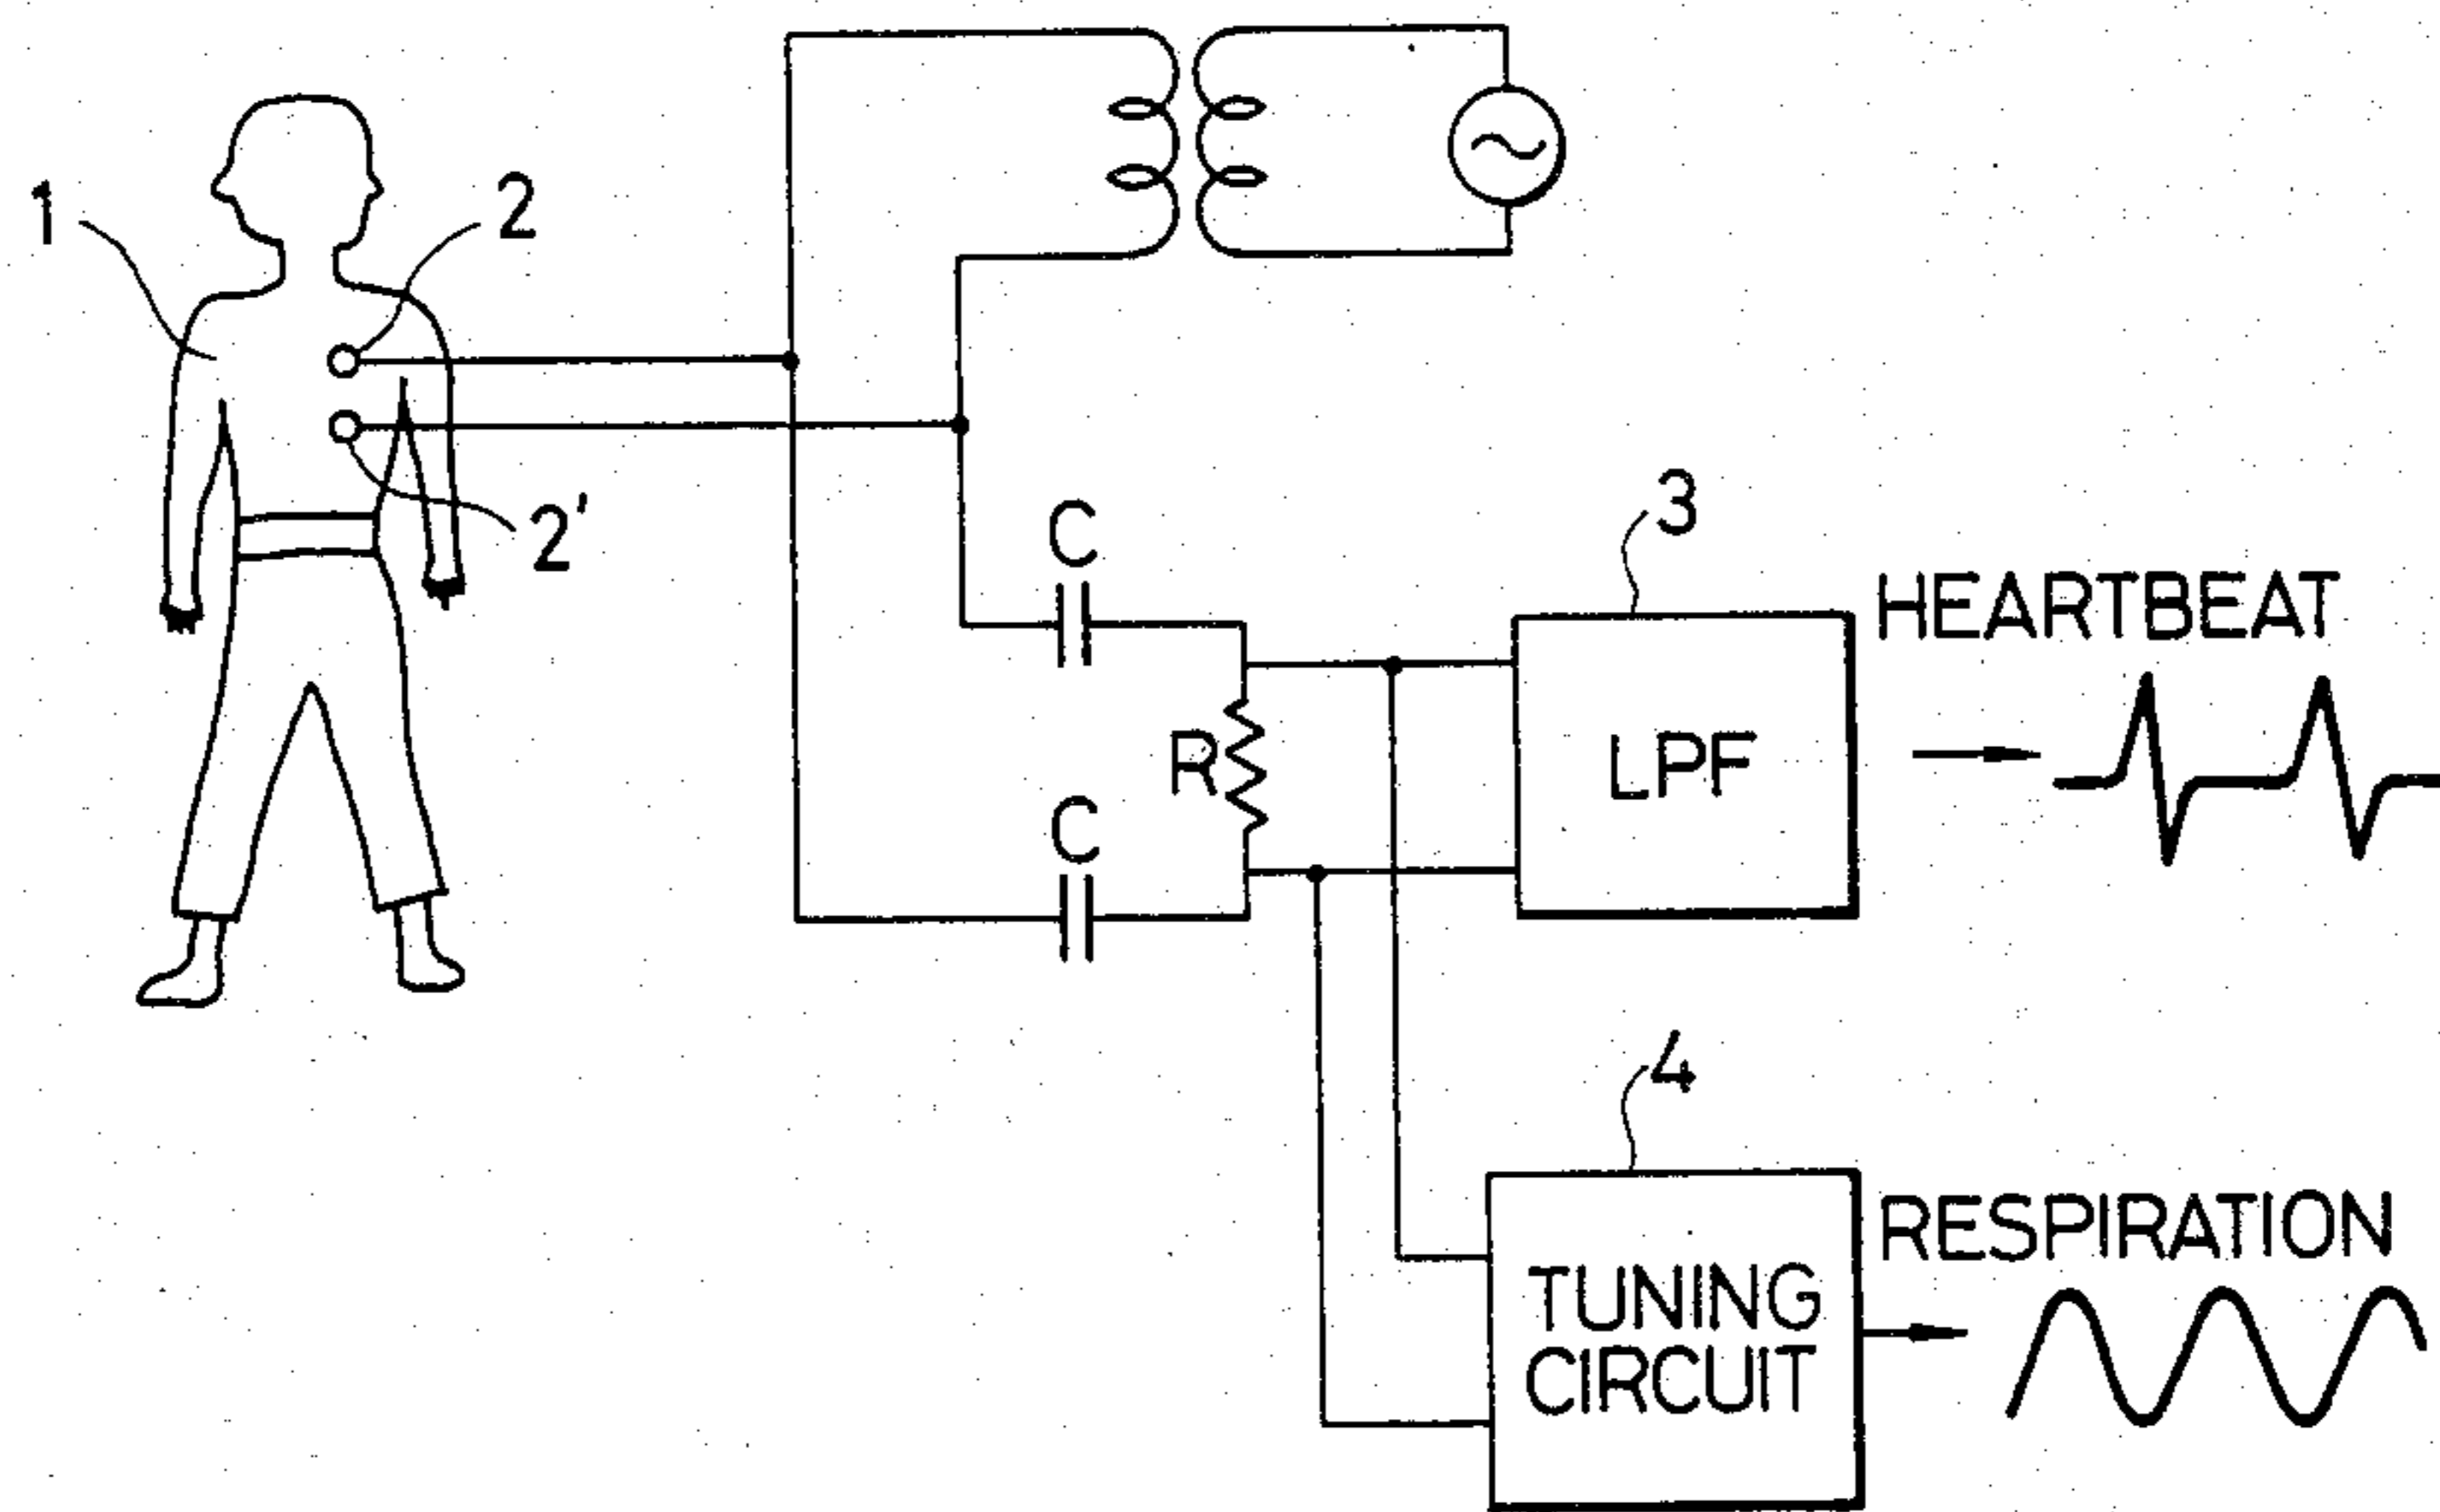 1
2
2'
C
3
HEARTBEAT
R
LPF
C
4
RESPIRATION
TUNING
CIRCUIT